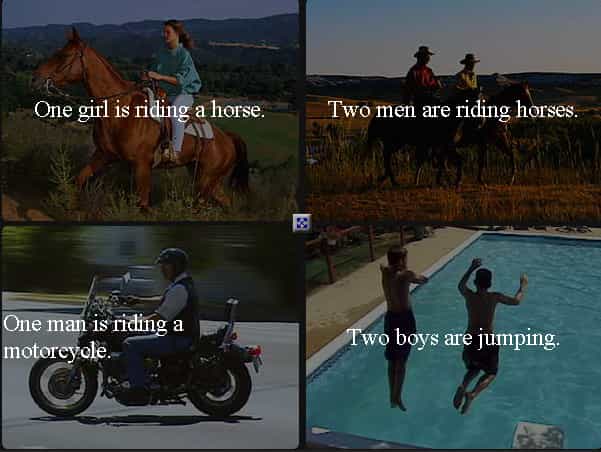 One girl is riding a horse.
Two men are riding horses.
One man is riding a
motorcycle.
Two boys are jumping.